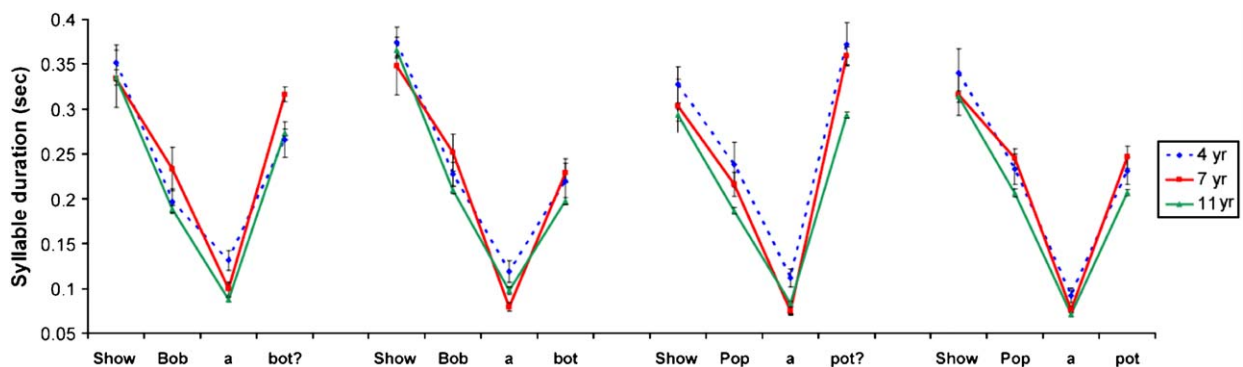 Syllable duration (sec)
0.4
0.35
0.3
0.25
0.2
0.15
0.1
0.05
Show Bob a bot? Show Bob a bot Show Pop a pot? Show Pop a pot
4 yr
7 yr
11 yr